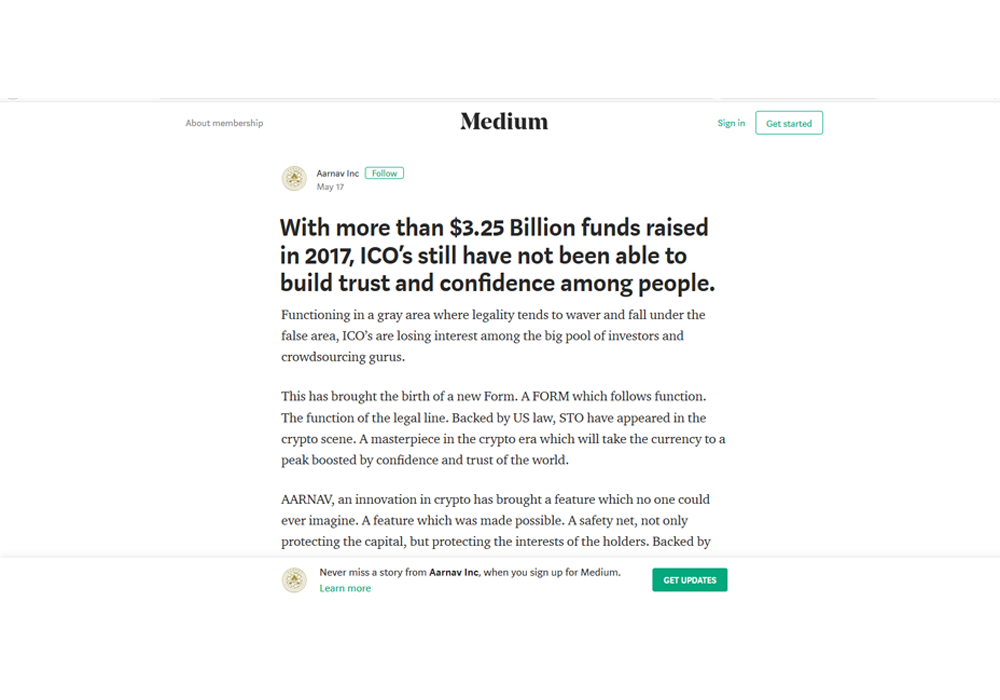 About membership
Medium
Sign in
Get started
Aarnav Inc
Follow
May 17
With more than $3.25 Billion funds raised
in 2017, ICO’s still have not been able to
build trust and confidence among people.
Functioning in a gray area where legality tends to waver and fall under the
false area, ICO’s are losing interest among the big pool of investors and
crowdsourcing gurus.
This has brought the birth of a new Form. A FORM which follows function.
The function of the legal line. Backed by US law, STO have appeared in the
crypto scene. A masterpiece in the crypto era which will take the currency to a
peak boosted by confidence and trust of the world.
AARNAV, an innovation in crypto has brought a feature which no one could
ever imagine. A feature which was made possible. A safety net, not only
protecting the capital, but protecting the interests of the holders. Backed by
Never miss a story from Aarnav Inc, when you sign up for Medium.
Learn more
GET UPDATES